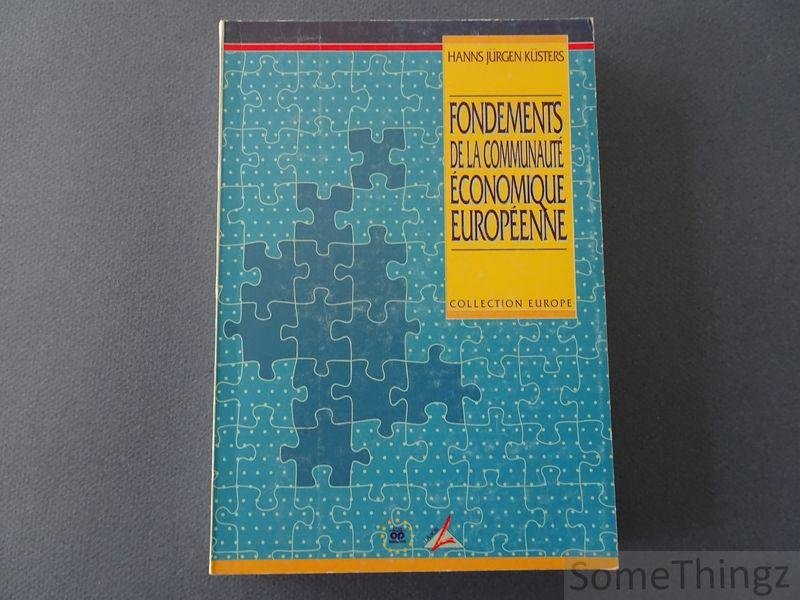 HANNS JÜRGEN KÜSTERS
FONDEMENTS
DE LA COMMUNAUTÉ
ÉCONOMIQUE
EUROPÉENNE
COLLECTION EUROPE
SomeThingz